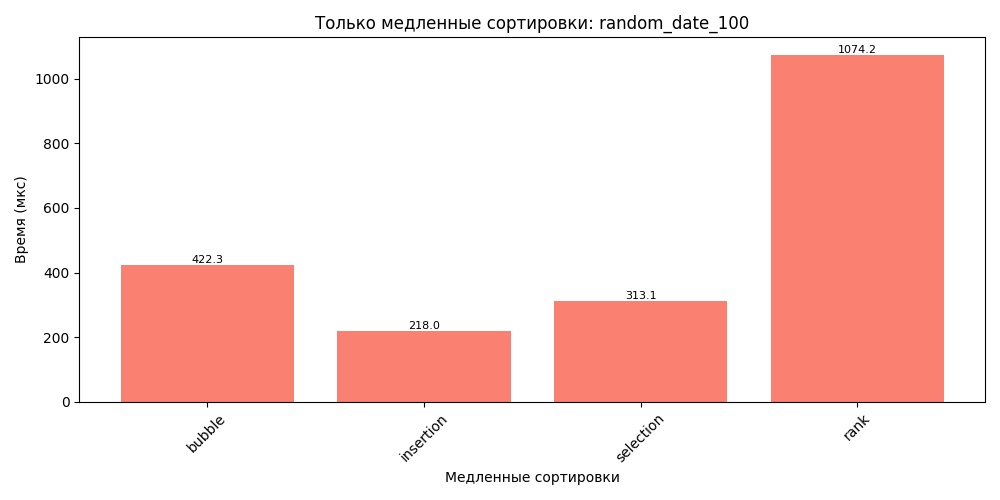 Только медленные сортировки: random_date_100
Время (мкс)
1000
800
600
400
200
0
422.3
218.0
313.1
1074.2
bubble
insertion
selection
rank
Медленные сортировки